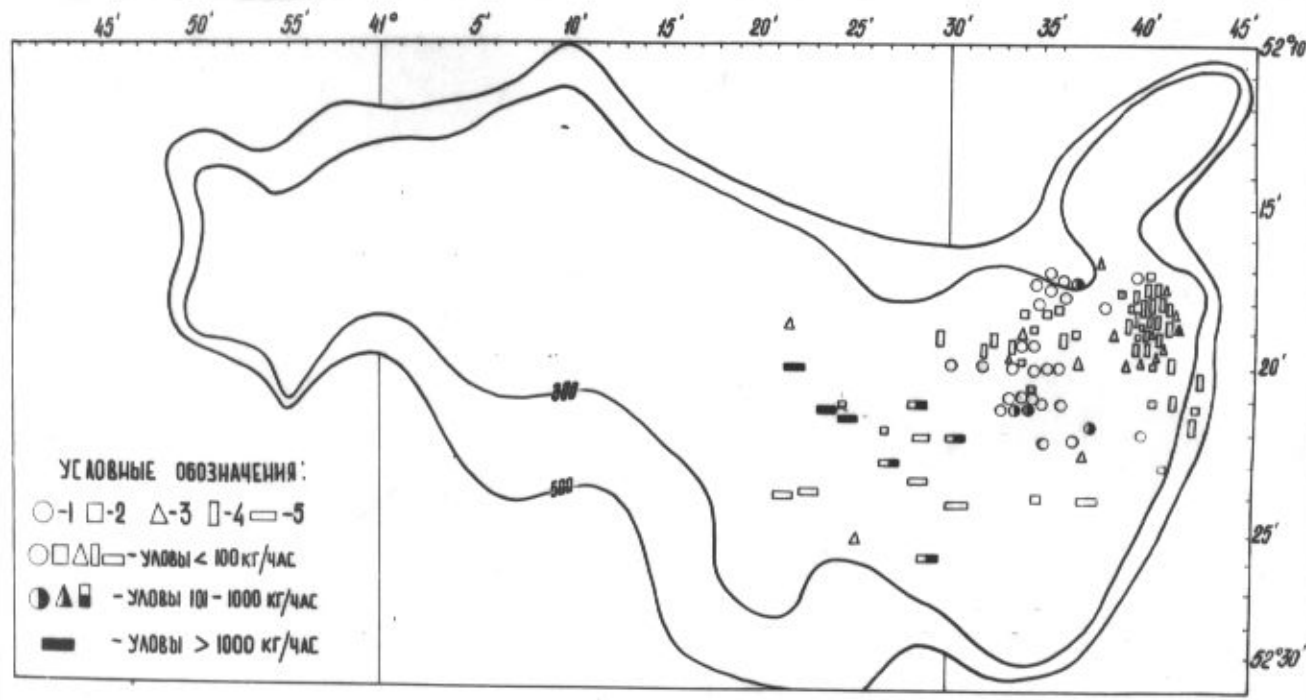 45' 50' 55' 41° 5' 10' 20' 25' 30' 35' 40' 45'
52°10
15'
20'
25'
52°30'
300
500
УСЛОВНЫЕ ОБОЗНАЧЕНИЯ:
○-1 □-2 △-3 ▯-4 ▭-5
○□△▯▭ - УЛОВЫ < 100 КГ/ЧАС
- УЛОВЫ 101-1000 КГ/ЧАС
- УЛОВЫ > 1000 КГ/ЧАС